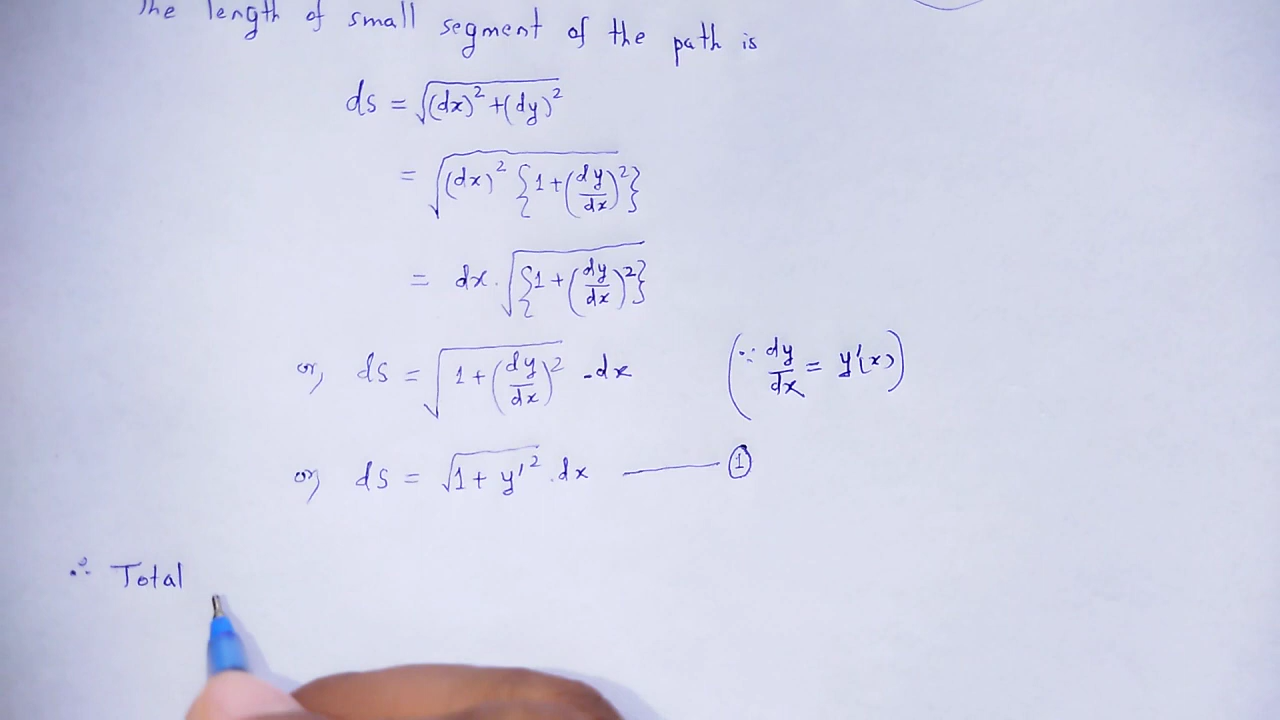 The length of small segment of the path is
ds = √((dx)² + (dy)²)
= √((dx)² {1 + (dy/dx)²})
= dx. √({1 + (dy/dx)²})
or, ds = √(1 + (dy/dx)²) .dx (∵ dy/dx = y'(x))
or, ds = √(1 + y'²) .dx ——— ①
∴ Total